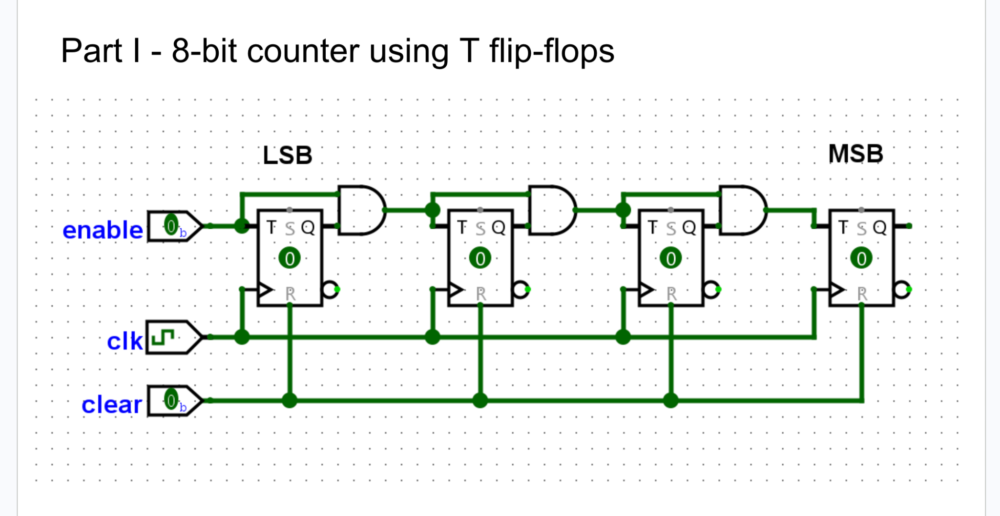 Part I - 8-bit counter using T flip-flops
LSB
MSB
enable 0b
T S Q
0
R
T S Q
0
R
T S Q
0
R
T S Q
0
R
clk
clear 0b